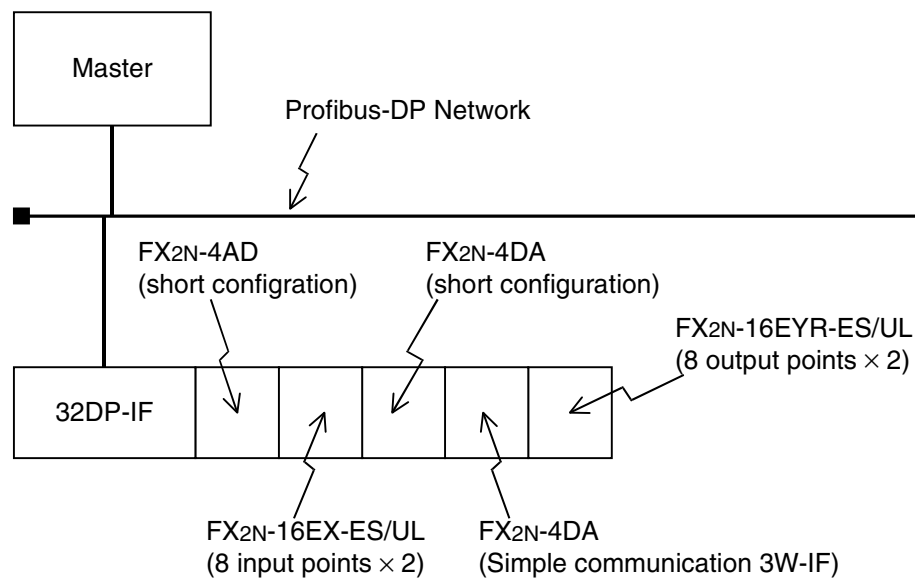 Master
Profibus-DP Network
FX2N-4AD
(short configration)
FX2N-4DA
(short configuration)
FX2N-16EYR-ES/UL
(8 output points × 2)
32DP-IF
FX2N-16EX-ES/UL
(8 input points × 2)
FX2N-4DA
(Simple communication 3W-IF)